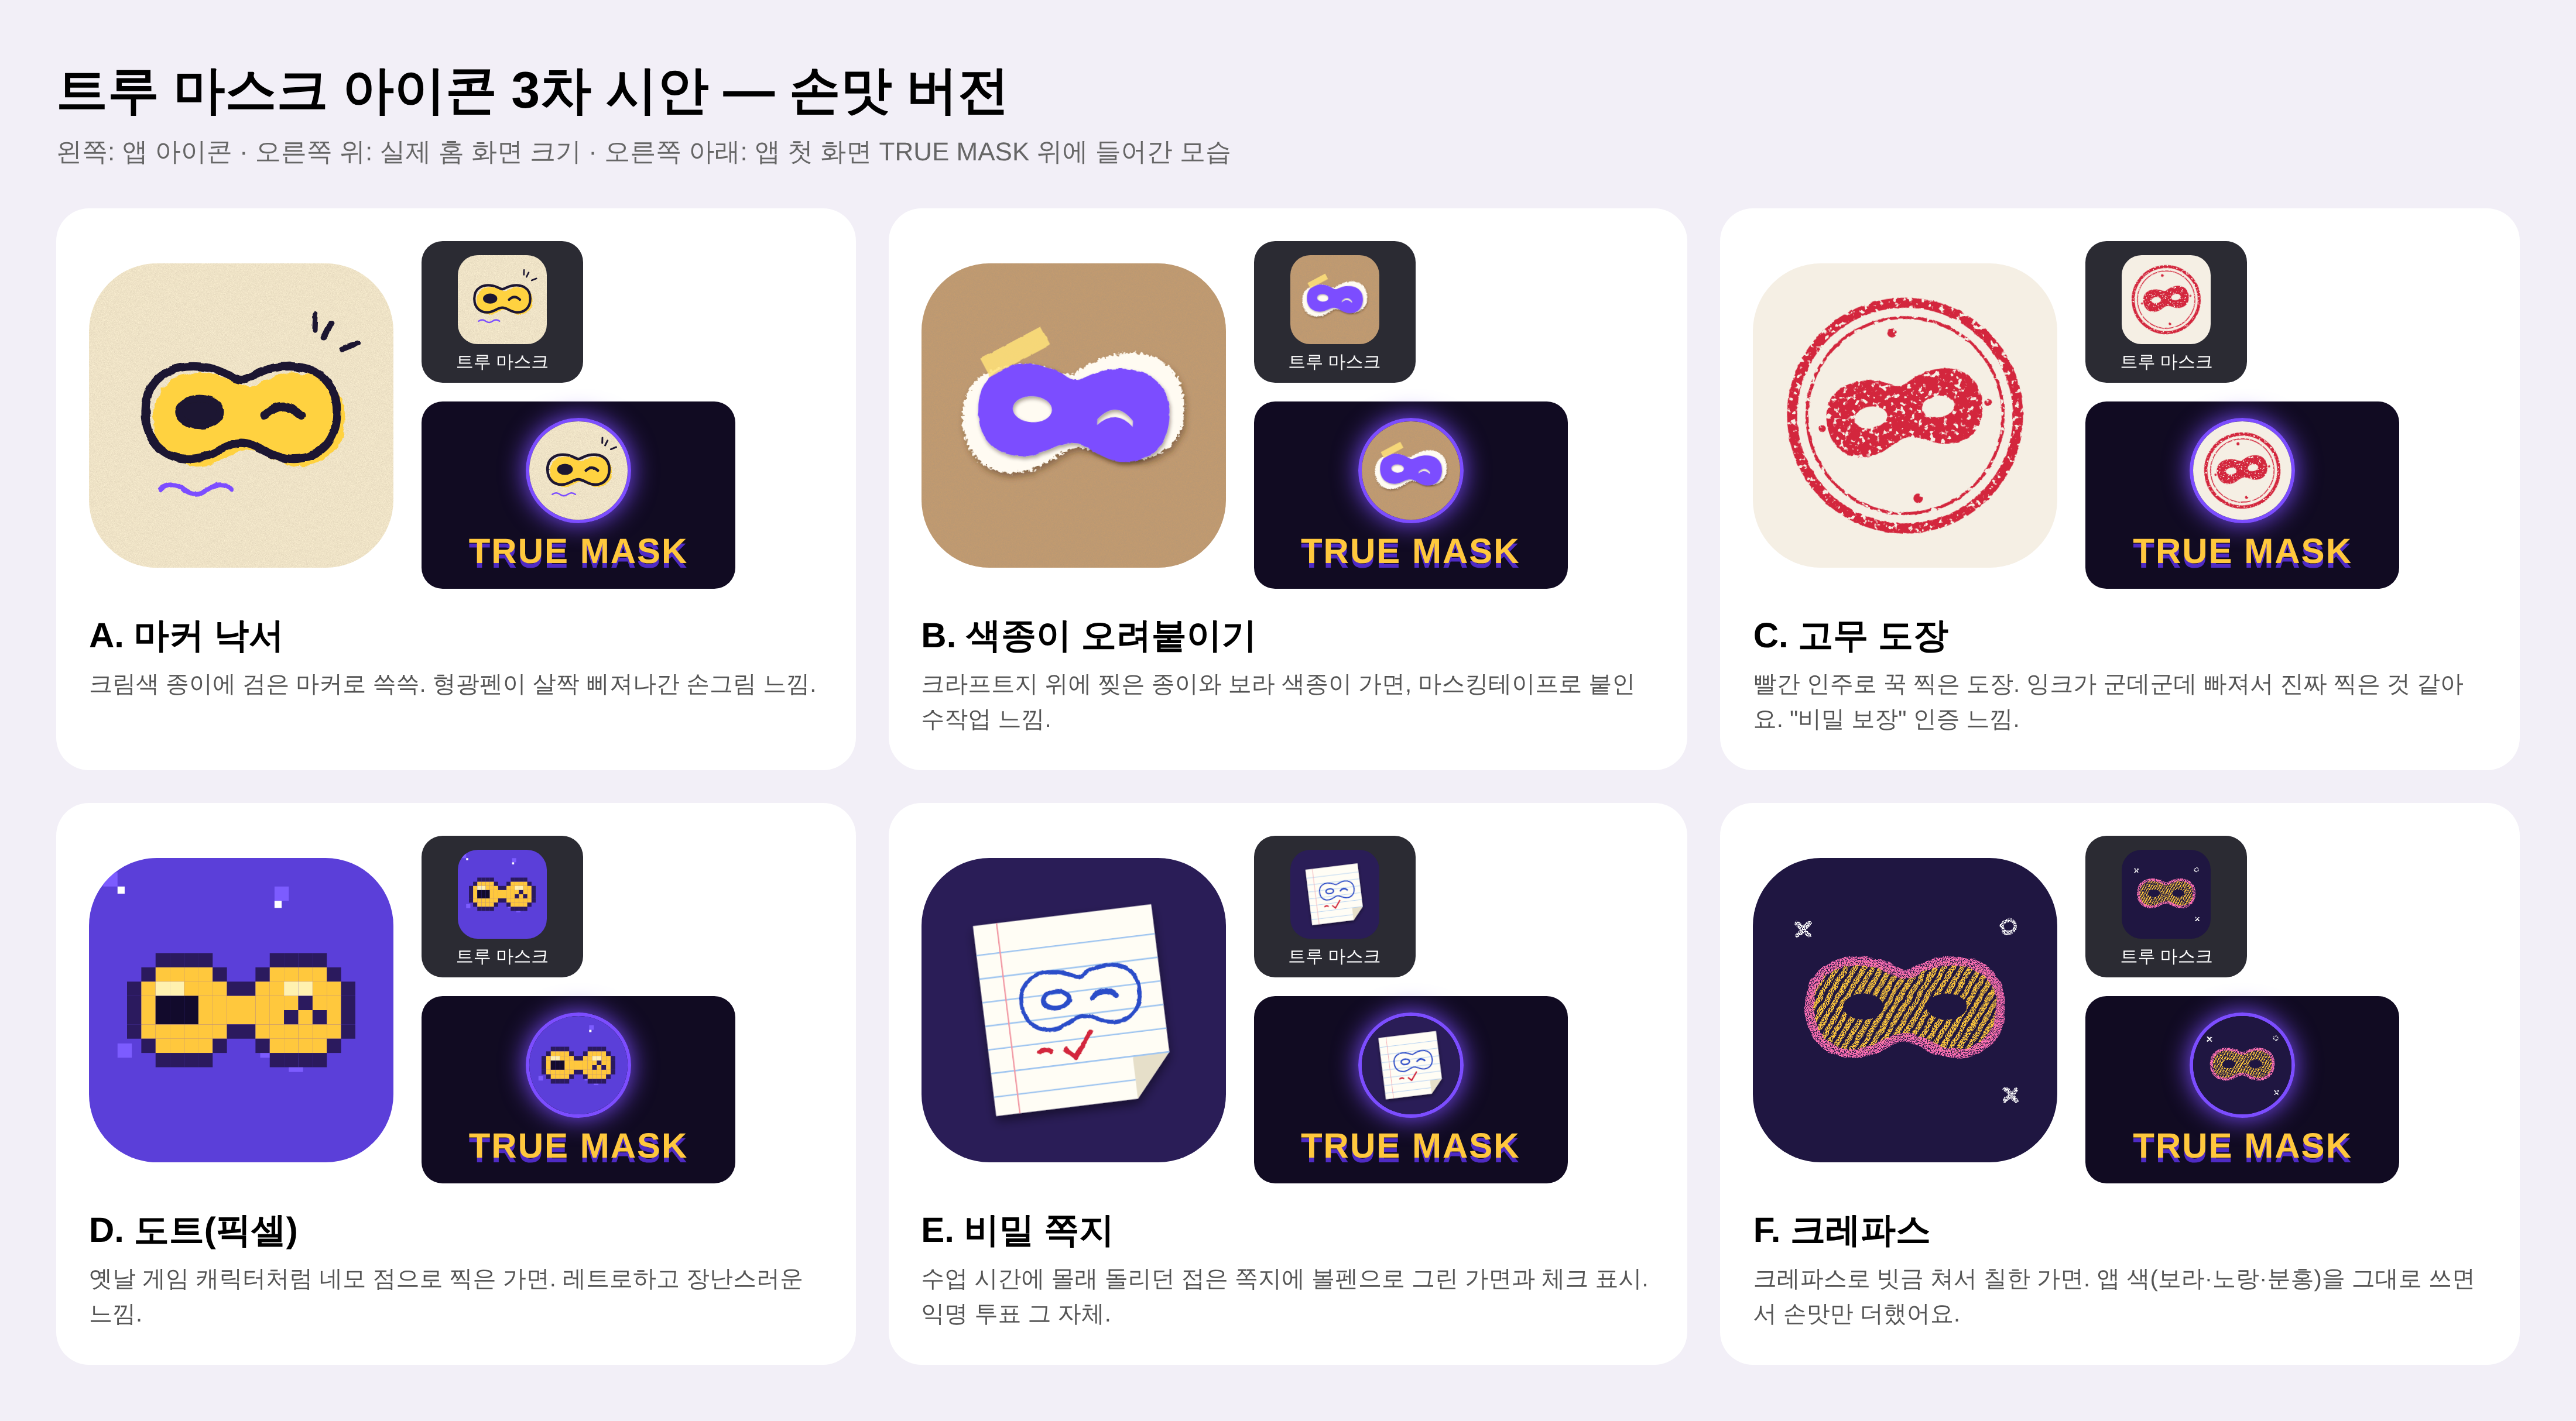 트루 마스크 아이콘 3차 시안 — 손맛 버전
왼쪽: 앱 아이콘 · 오른쪽 위: 실제 홈 화면 크기 · 오른쪽 아래: 앱 첫 화면 TRUE MASK 위에 들어간 모습
트루 마스크
TRUE MASK
A. 마커 낙서
크림색 종이에 검은 마커로 쓱쓱. 형광펜이 살짝 삐져나간 손그림 느낌.
트루 마스크
TRUE MASK
B. 색종이 오려붙이기
크라프트지 위에 찢은 종이와 보라 색종이 가면, 마스킹테이프로 붙인
수작업 느낌.
트루 마스크
TRUE MASK
C. 고무 도장
빨간 인주로 꾹 찍은 도장. 잉크가 군데군데 빠져서 진짜 찍은 것 같아
요. "비밀 보장" 인증 느낌.
트루 마스크
TRUE MASK
D. 도트(픽셀)
옛날 게임 캐릭터처럼 네모 점으로 찍은 가면. 레트로하고 장난스러운
느낌.
트루 마스크
TRUE MASK
E. 비밀 쪽지
수업 시간에 몰래 돌리던 접은 쪽지에 볼펜으로 그린 가면과 체크 표시.
익명 투표 그 자체.
트루 마스크
TRUE MASK
F. 크레파스
크레파스로 빗금 쳐서 칠한 가면. 앱 색(보라·노랑·분홍)을 그대로 쓰면
서 손맛만 더했어요.